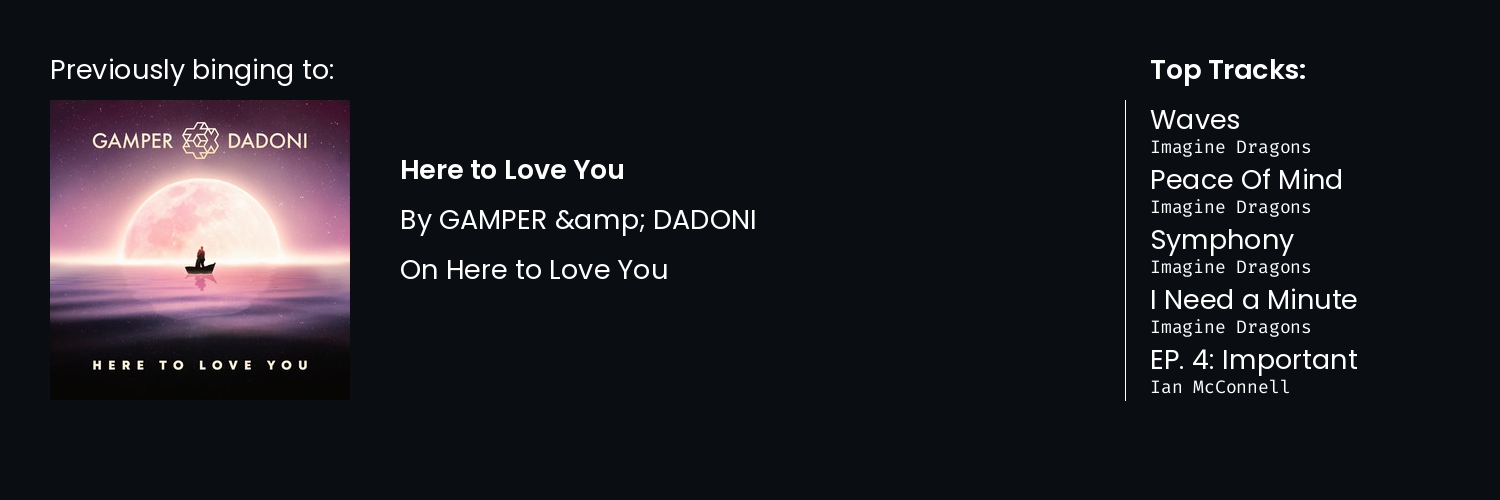 Previously binging to:
GAMPER DADONI
HERE TO LOVE YOU
Here to Love You
By GAMPER &amp; DADONI
On Here to Love You
Top Tracks:
Waves
Imagine Dragons
Peace Of Mind
Imagine Dragons
Symphony
Imagine Dragons
I Need a Minute
Imagine Dragons
EP. 4: Important
Ian McConnell